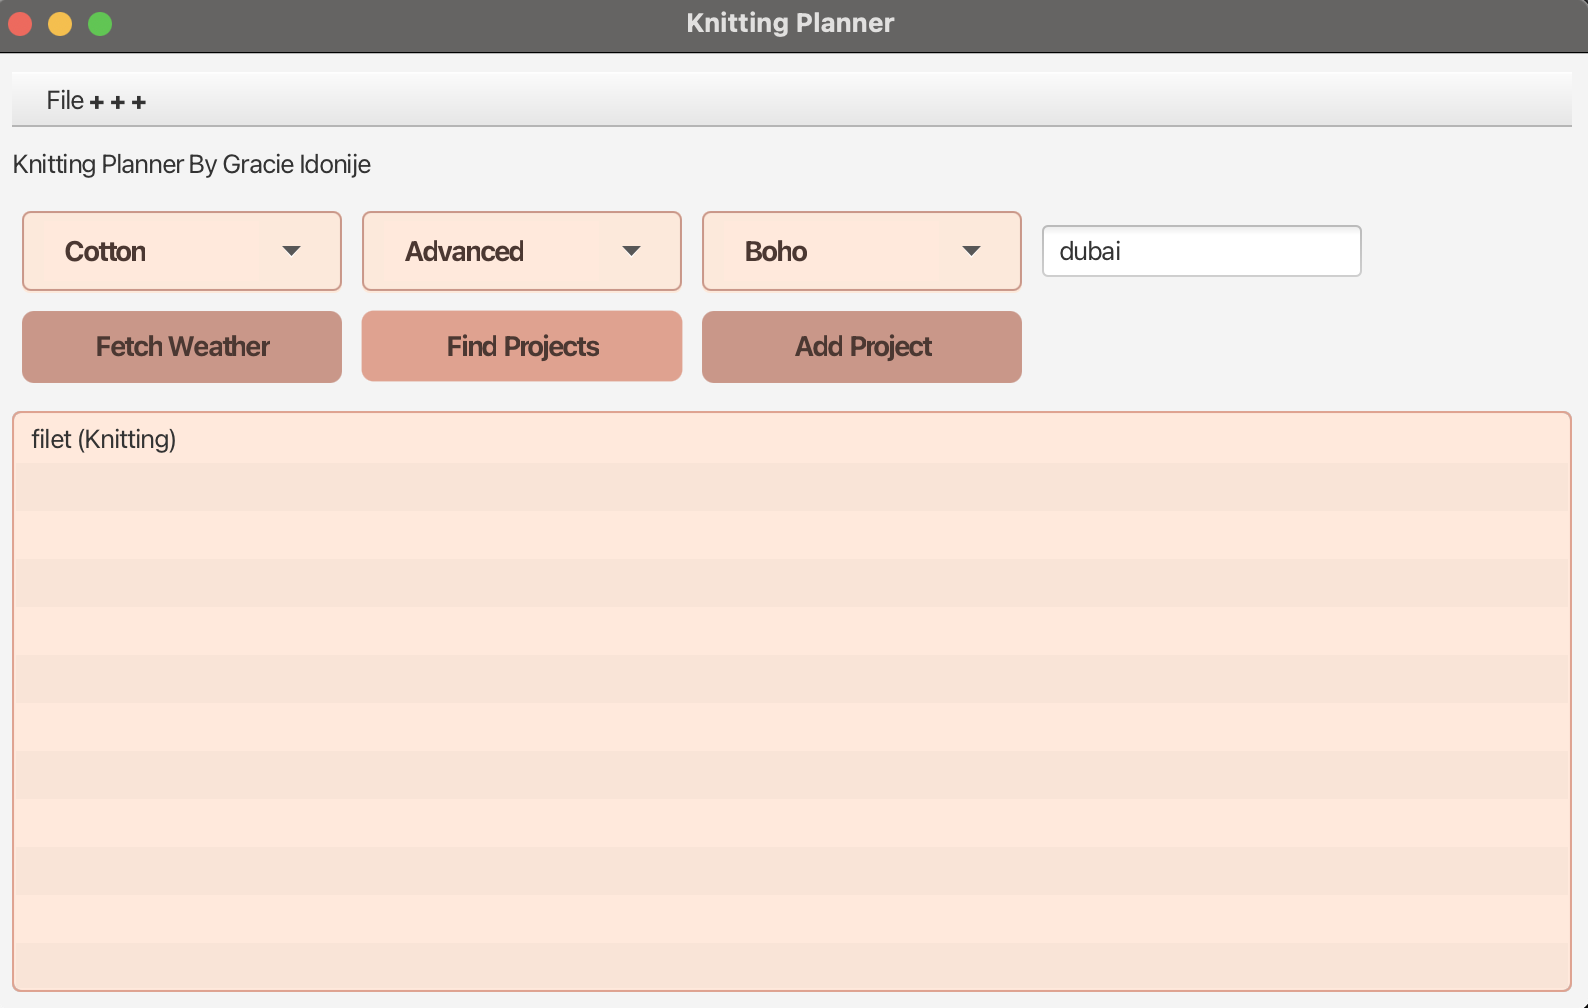 Knitting Planner
File + + +
Knitting Planner By Gracie Idonije
Cotton Advanced Boho dubai
Fetch Weather Find Projects Add Project
filet (Knitting)